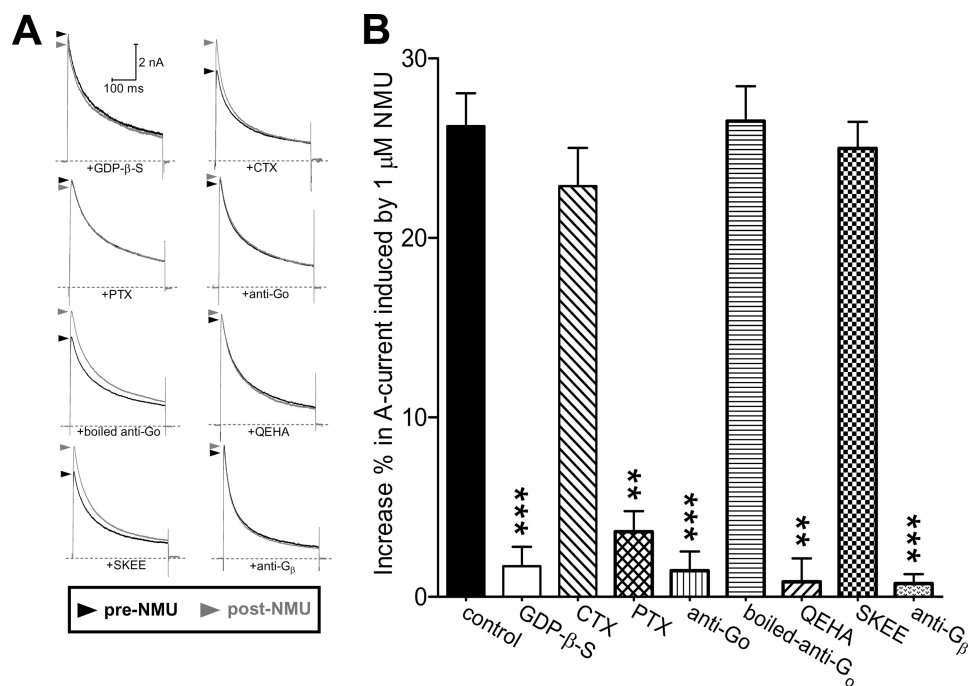 A
2 nA
100 ms
+GDP-β-S
+CTX
+PTX
+anti-Go
+boiled anti-Go
+QEHA
+SKEE
+anti-Gβ
pre-NMU
post-NMU
B
Increase % in A-current induced by 1 μM NMU
30
20
10
0
***
**
***
**
***
control
GDP-β-S
CTX
PTX
anti-Go
boiled-anti-Go
QEHA
SKEE
anti-Gβ